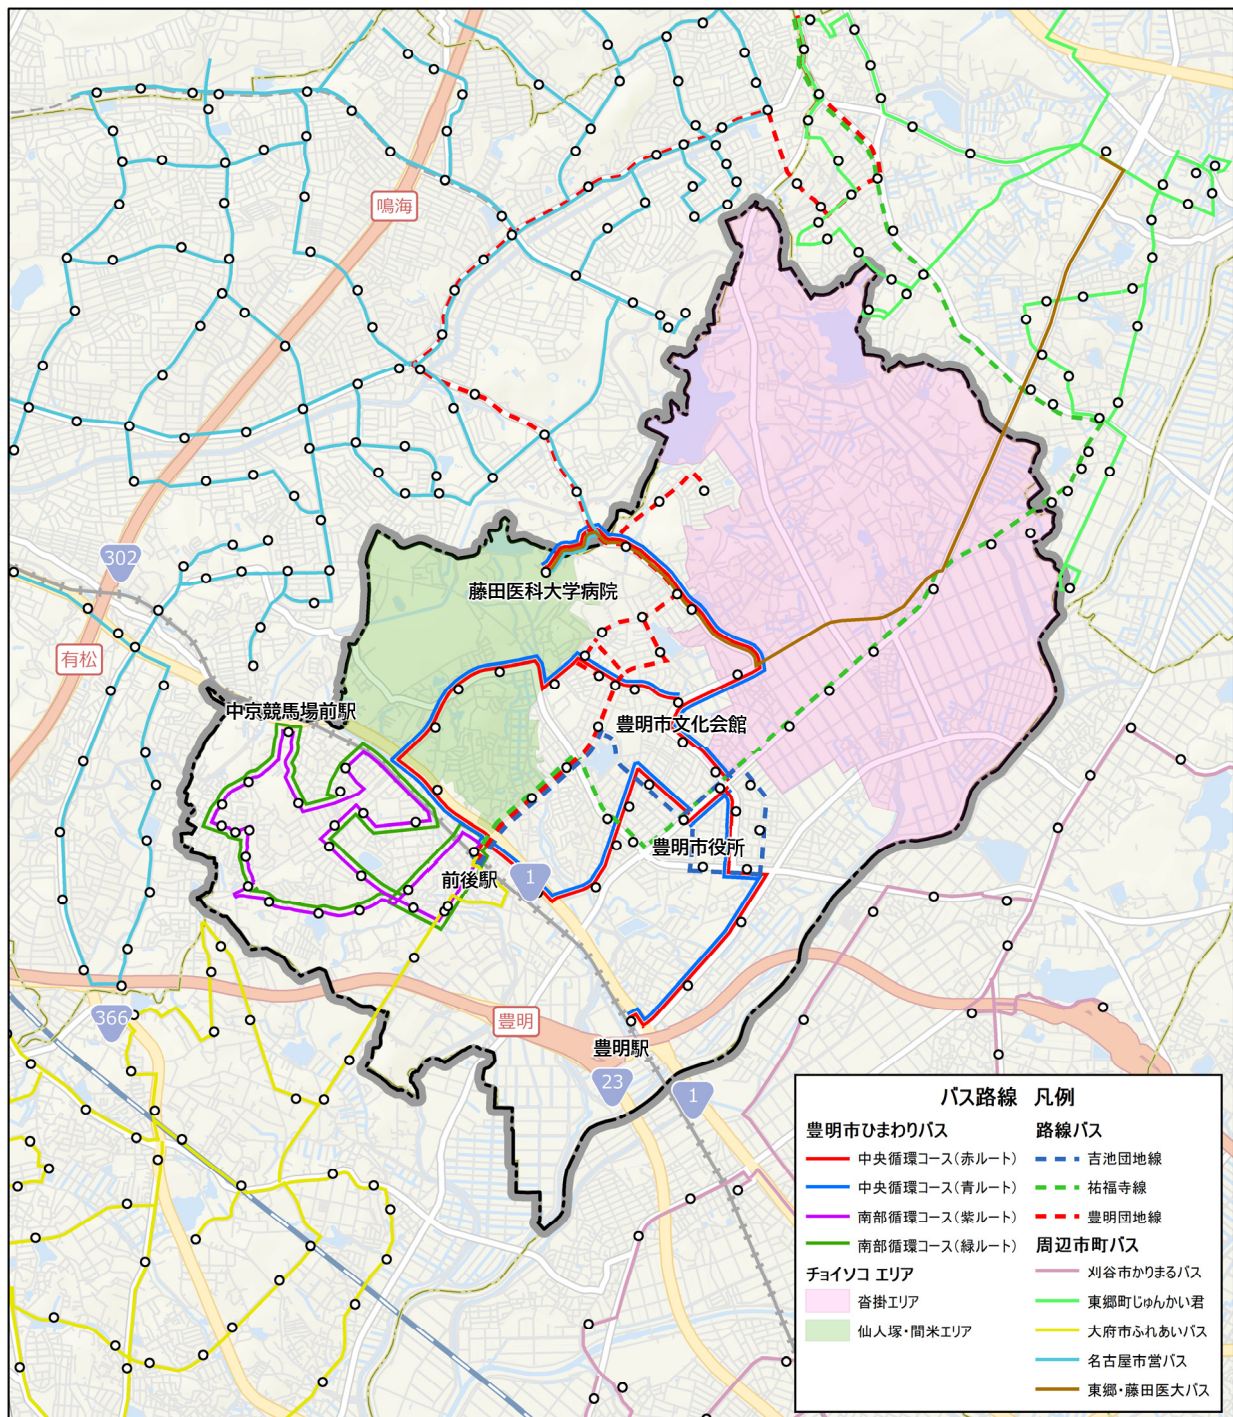 鳴海
302
有松
藤田医科大学病院
中京競馬場前駅
豊明市文化会館
豊明市役所
前後駅
1
366
豊明
豊明駅
23
1
バス路線 凡例
豊明市ひまわりバス
中央循環コース(赤ルート)
中央循環コース(青ルート)
南部循環コース(紫ルート)
南部循環コース(緑ルート)
チョイソコ エリア
沓掛エリア
仙人塚・間米エリア
路線バス
吉池団地線
祐福寺線
豊明団地線
周辺市町バス
刈谷市かりまるバス
東郷町じゅんかい君
大府市ふれあいバス
名古屋市営バス
東郷・藤田医大バス